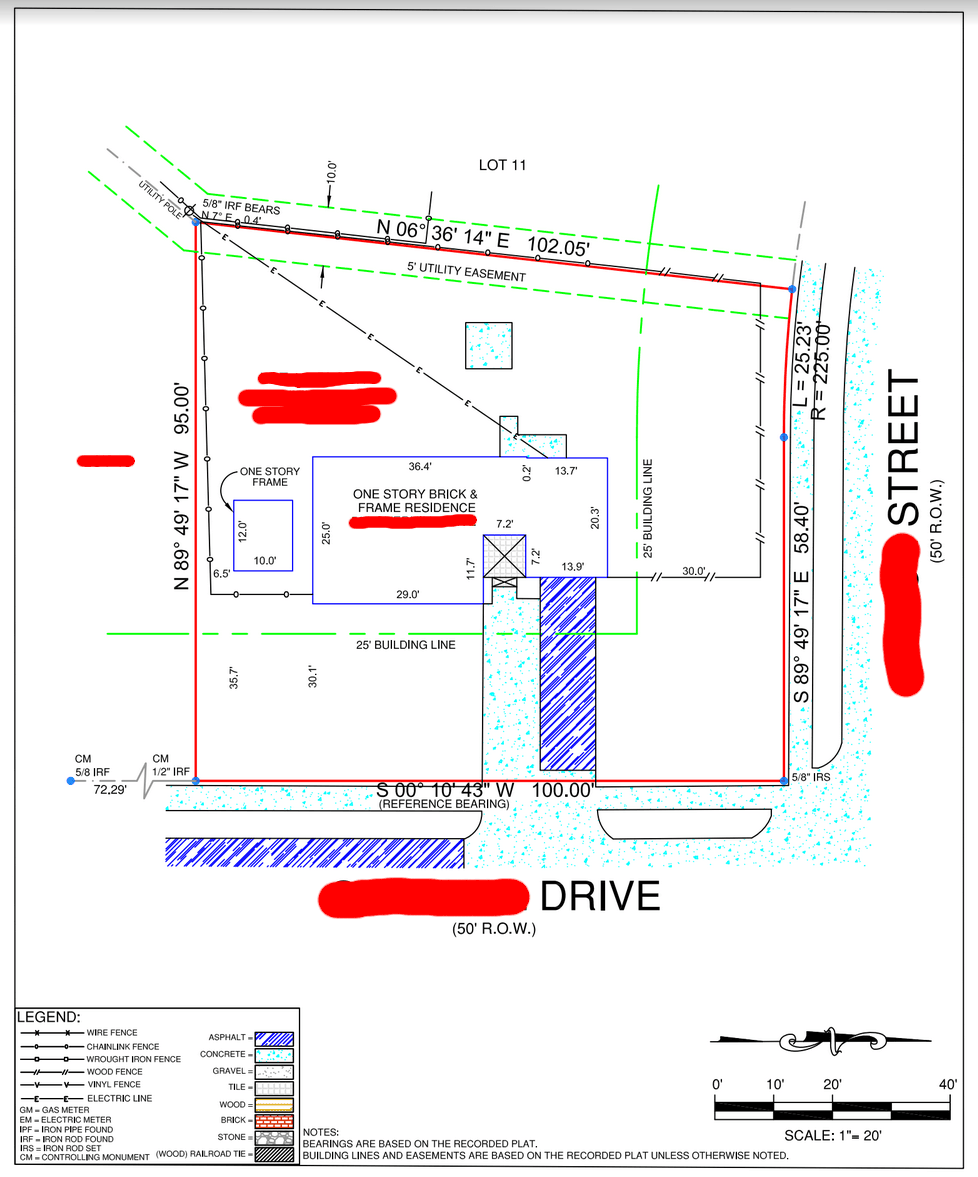 LOT 11
10.0'
UTILITY POLE
5/8" IRF BEARS
N 7° E 0.4'
N 06° 36' 14" E 102.05'
5' UTILITY EASEMENT
E
E
E
E
E
L = 25.23'
R = 225.00'
N 89° 49' 17" W 95.00'
STREET
(50' R.O.W.)
36.4'
0.2'
13.7'
ONE STORY
FRAME
ONE STORY BRICK &
FRAME RESIDENCE
25' BUILDING LINE
12.0'
10.0'
25.0'
7.2'
7.2'
20.3'
11.7'
13.9'
30.0'
6.5'
29.0'
S 89° 49' 17" E 58.40'
25' BUILDING LINE
35.7'
30.1'
CM
5/8 IRF
CM
1/2" IRF
72.29'
5/8" IRS
S 00° 10' 43" W 100.00'
(REFERENCE BEARING)
DRIVE
(50' R.O.W.)
LEGEND:
WIRE FENCE
CHAINLINK FENCE
WROUGHT IRON FENCE
WOOD FENCE
VINYL FENCE
E E ELECTRIC LINE
GM = GAS METER
EM = ELECTRIC METER
IPF = IRON PIPE FOUND
IRF = IRON ROD FOUND
IRS = IRON ROD SET
CM = CONTROLLING MONUMENT
ASPHALT =
CONCRETE =
GRAVEL =
TILE =
WOOD =
BRICK =
STONE =
(WOOD) RAILROAD TIE =
NOTES:
BEARINGS ARE BASED ON THE RECORDED PLAT.
BUILDING LINES AND EASEMENTS ARE BASED ON THE RECORDED PLAT UNLESS OTHERWISE NOTED.
0' 10' 20' 40'
SCALE: 1"= 20'